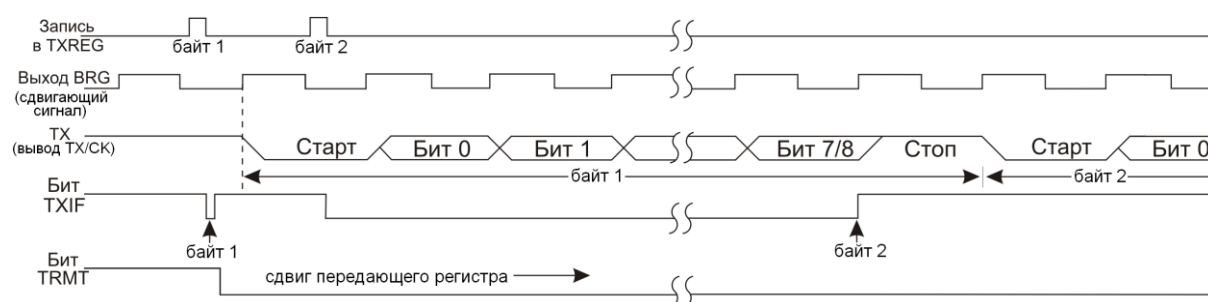 Запись
в TXREG
байт 1
байт 2
Выход BRG
(сдвигающий
сигнал)
TX
(вывод TX/CK)
Старт
Бит 0
Бит 1
Бит 7/8
Стоп
Старт
Бит 0
байт 1
байт 2
Бит
TXIF
байт 1
байт 2
Бит
TRMT
сдвиг передающего регистра